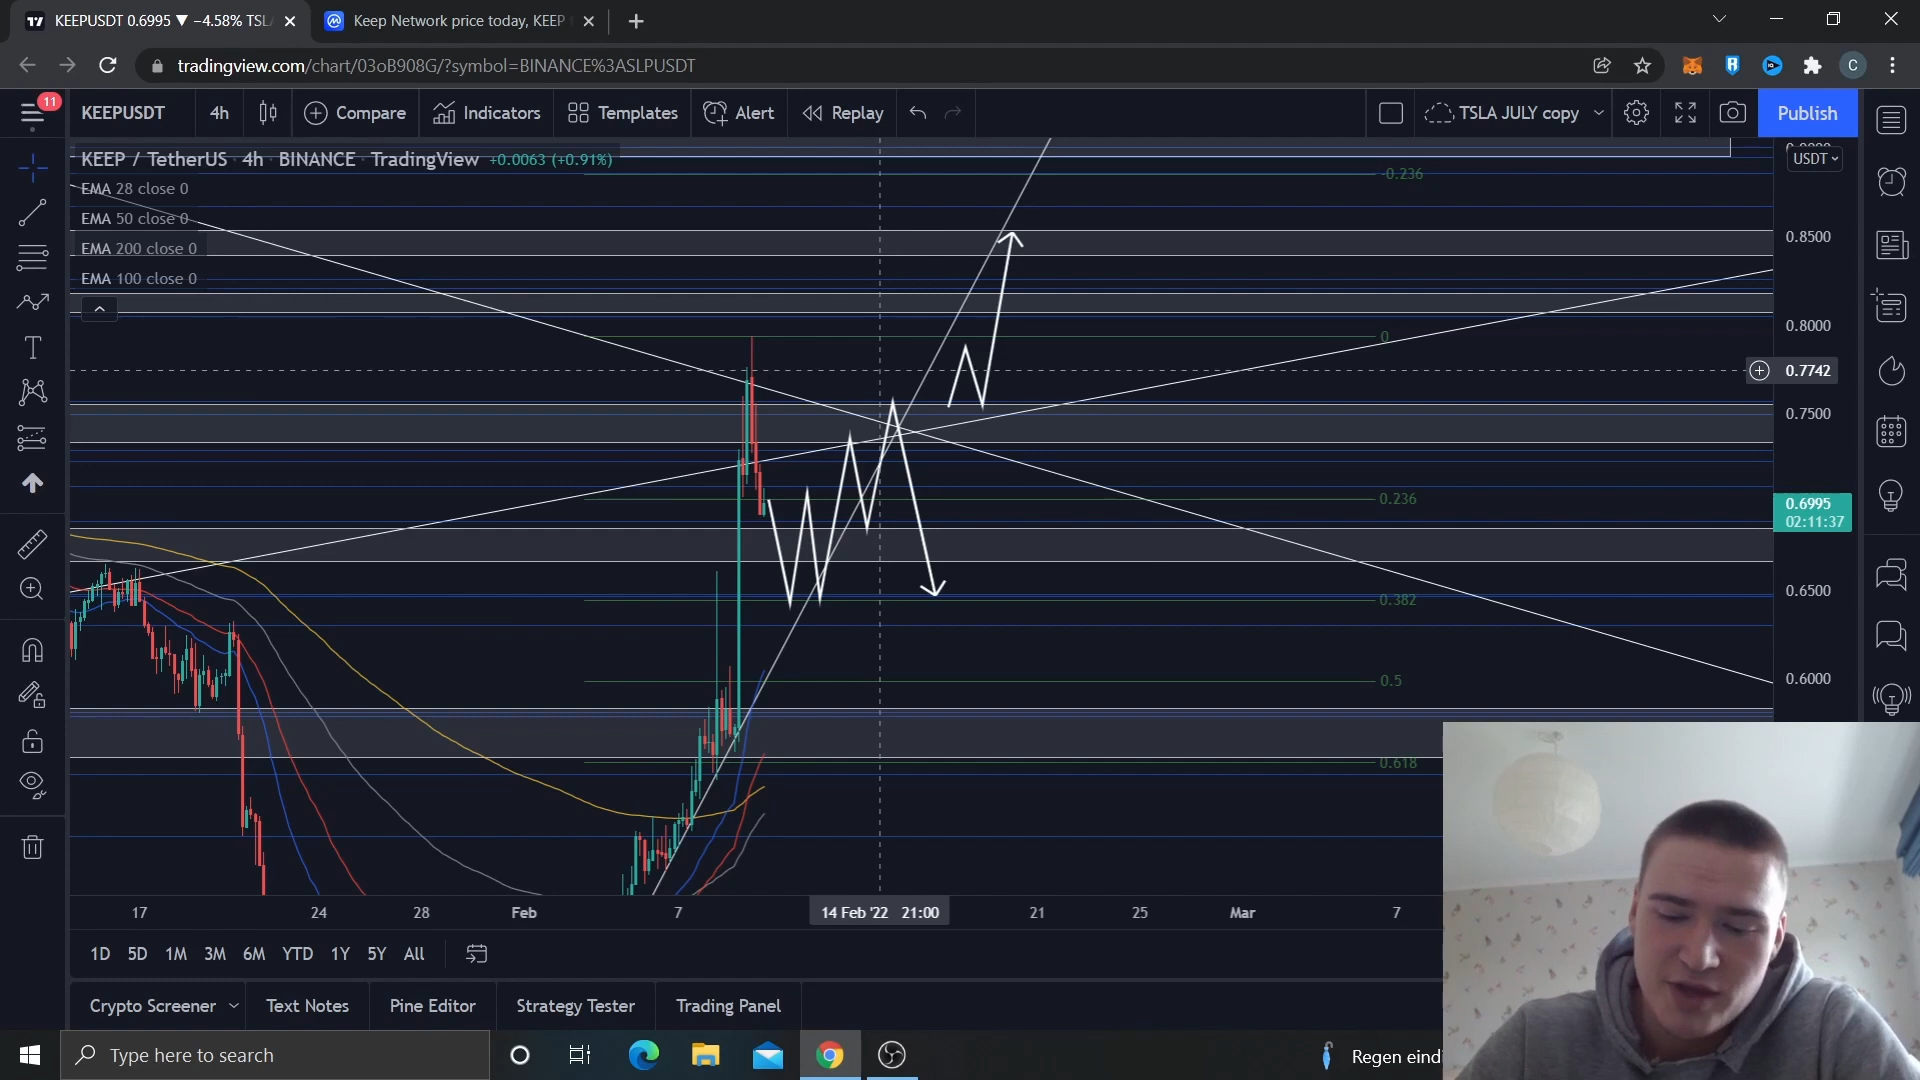 KEEPUSDT 0.6995 ▼ −4.58% TSL
Keep Network price today, KEEP
tradingview.com/chart/03oB908G/?symbol=BINANCE%3ASLPUSDT
C
11
KEEPUSDT
4h
Compare
Indicators
Templates
Alert
Replay
TSLA JULY copy
Publish
KEEP / TetherUS · 4h · BINANCE · TradingView +0.0063 (+0.91%)
USDT
EMA 28 close 0
EMA 50 close 0
EMA 200 close 0
EMA 100 close 0
-0.236
0
0.236
0.382
0.5
0.618
0.8500
0.8000
0.7742
0.7500
0.6995
02:11:37
0.6500
0.6000
17
24
28
Feb
7
14 Feb '22 21:00
21
25
Mar
7
1D 5D 1M 3M 6M YTD 1Y 5Y All
Crypto Screener
Text Notes
Pine Editor
Strategy Tester
Trading Panel
Type here to search
Regen eindi